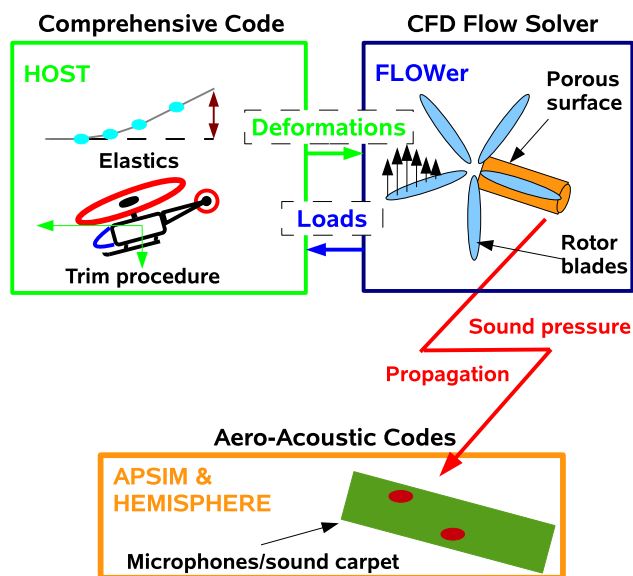 Comprehensive Code
CFD Flow Solver
HOST
FLOWer
Porous
surface
Deformations
Elastics
Loads
Rotor
blades
Trim procedure
Sound pressure
Propagation
Aero-Acoustic Codes
APSIM &
HEMISPHERE
Microphones/sound carpet